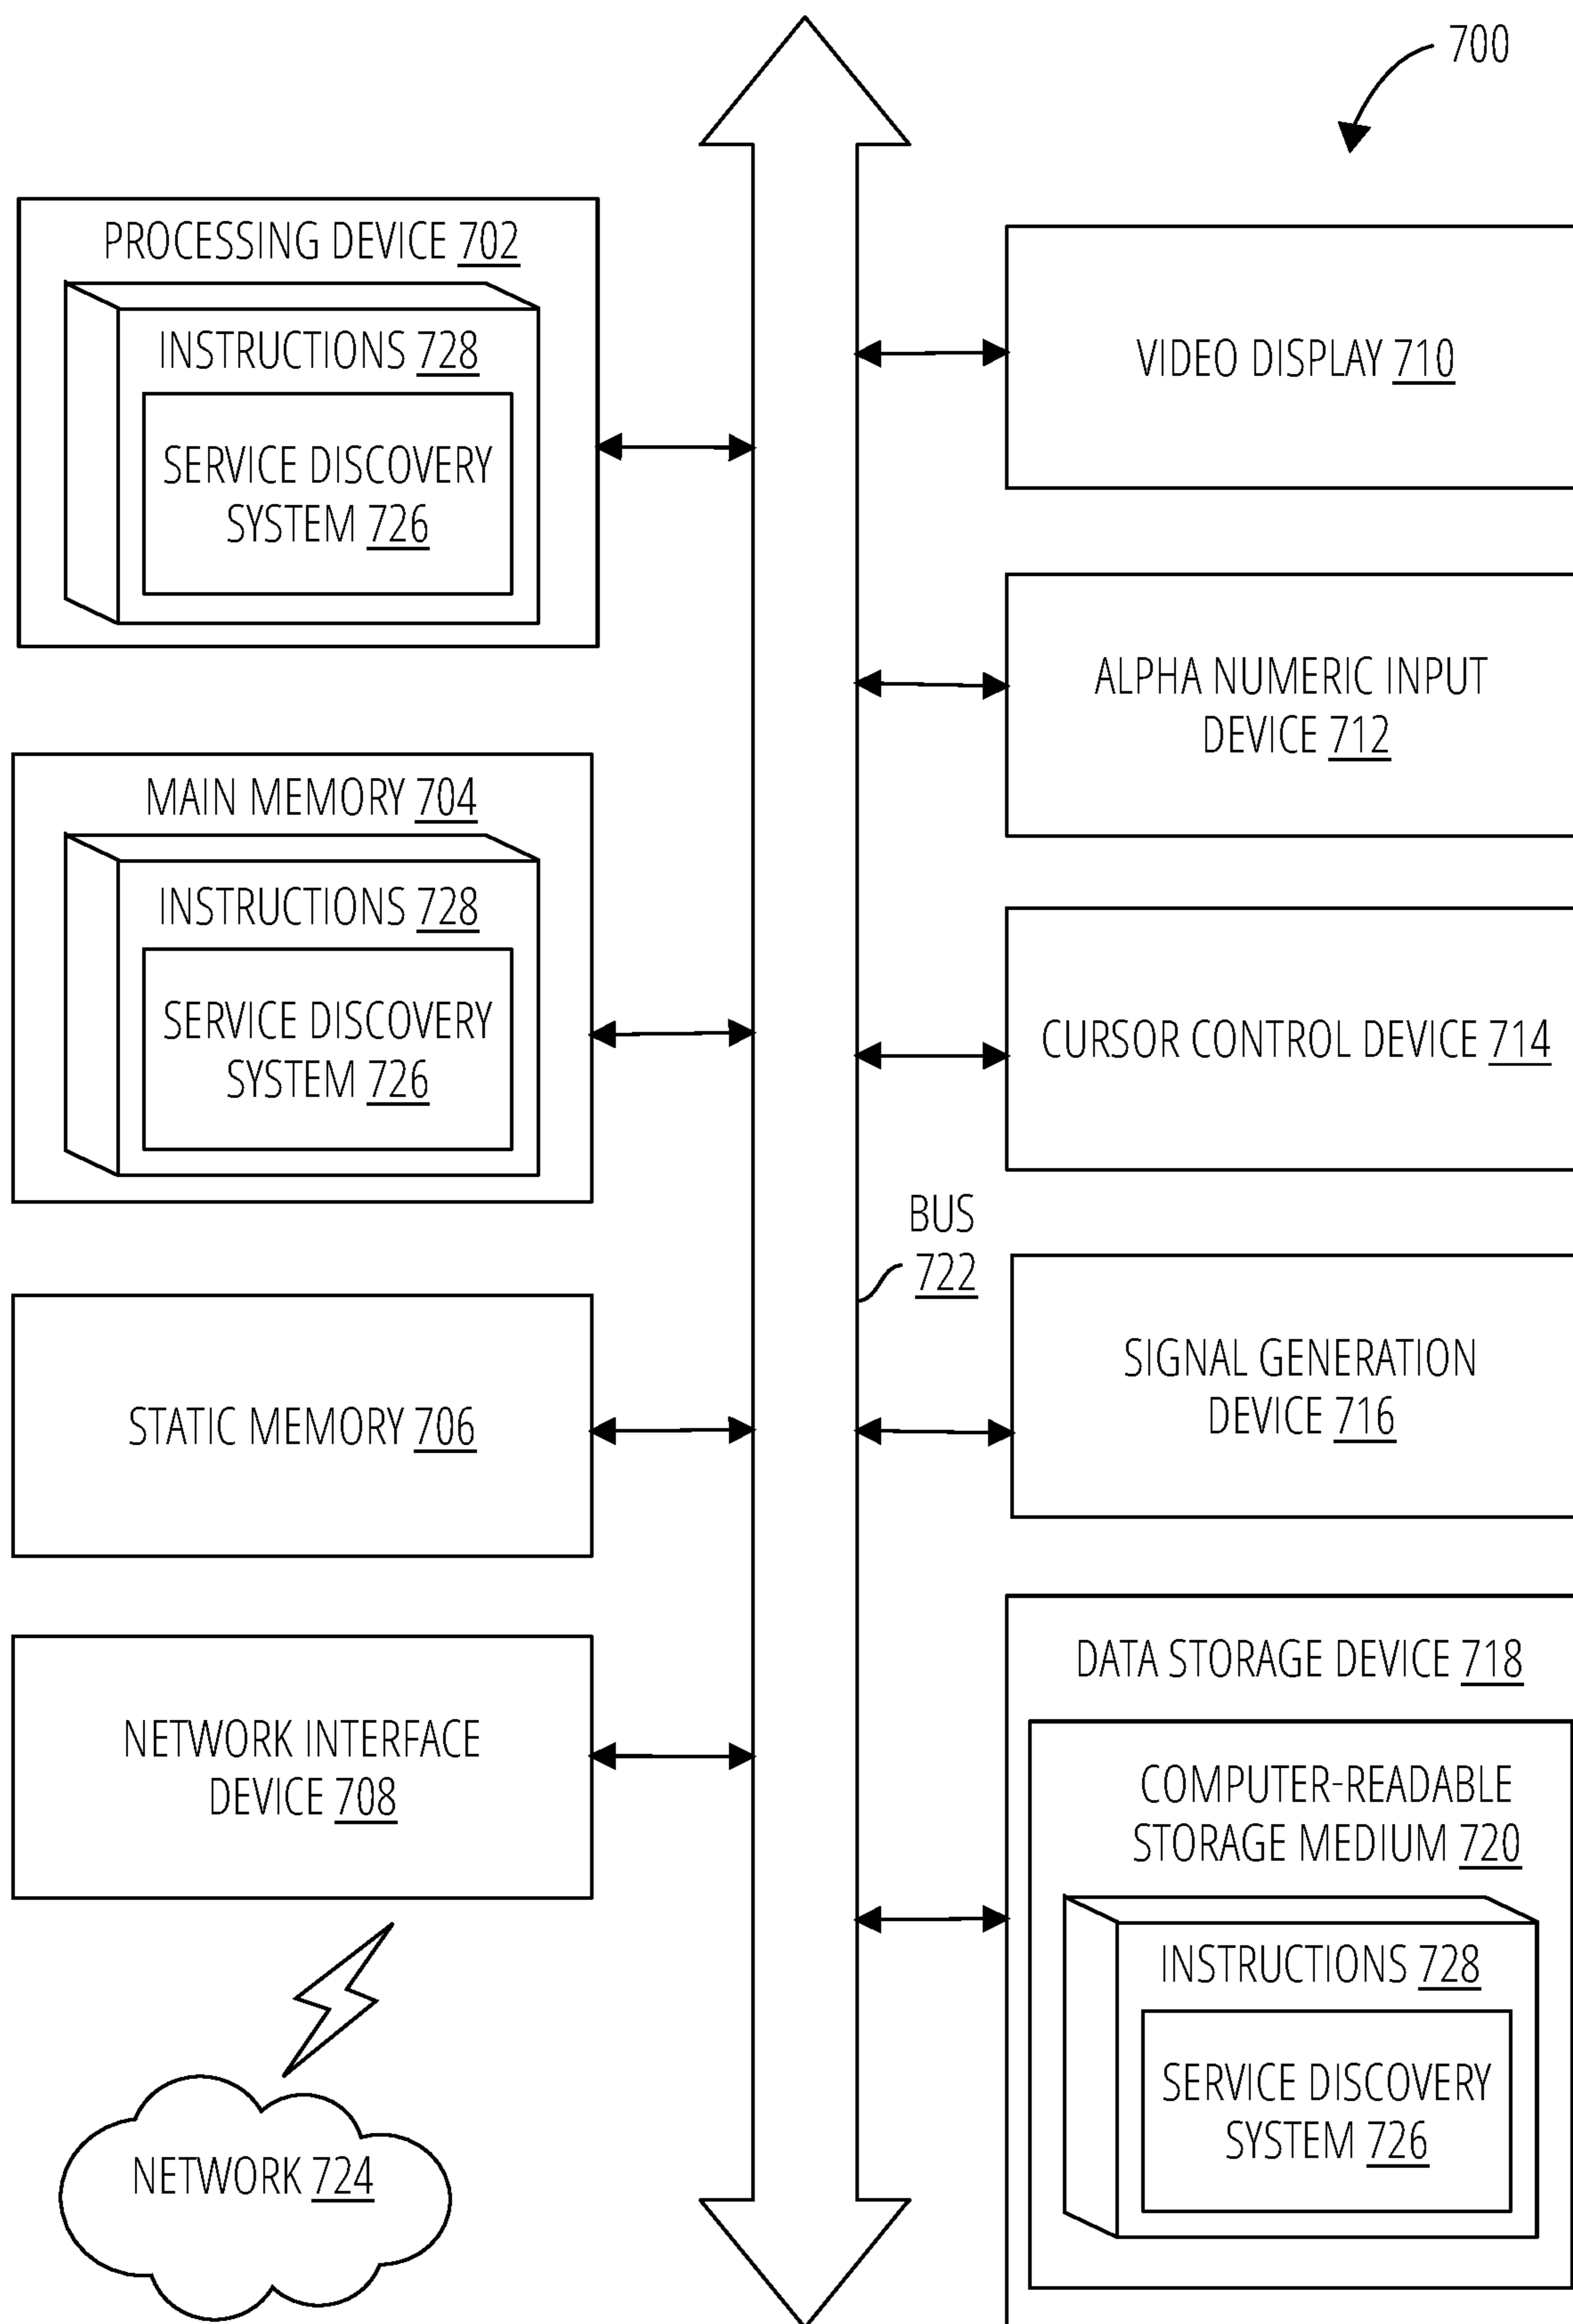 700
PROCESSING DEVICE 702
INSTRUCTIONS 728
SERVICE DISCOVERY
SYSTEM 726
MAIN MEMORY 704
INSTRUCTIONS 728
SERVICE DISCOVERY
SYSTEM 726
STATIC MEMORY 706
NETWORK INTERFACE
DEVICE 708
NETWORK 724
BUS
722
VIDEO DISPLAY 710
ALPHA NUMERIC INPUT
DEVICE 712
CURSOR CONTROL DEVICE 714
SIGNAL GENERATION
DEVICE 716
DATA STORAGE DEVICE 718
COMPUTER-READABLE
STORAGE MEDIUM 720
INSTRUCTIONS 728
SERVICE DISCOVERY
SYSTEM 726